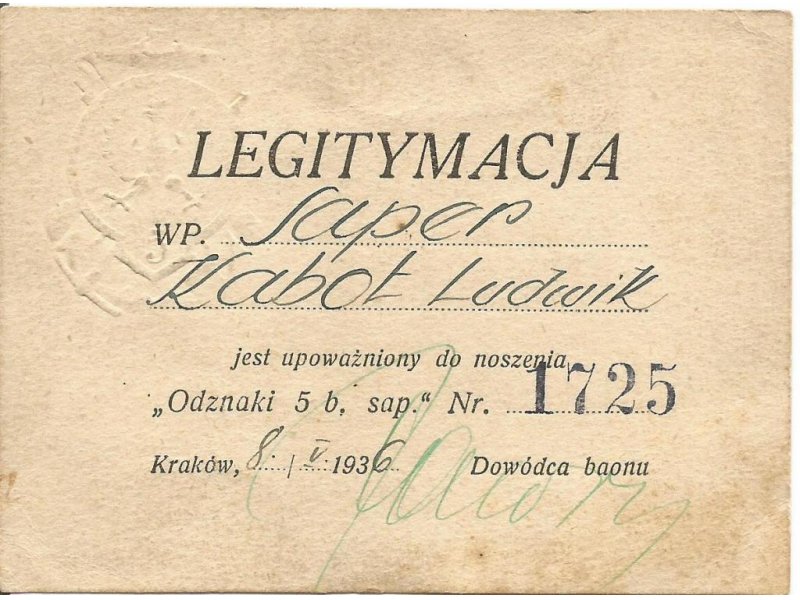 LEGITYMACJA
WP. Saper
Kabot Ludwik
jest upoważniony do noszenia
„Odznaki 5 b. sap.“ Nr. 1725
Kraków, 8 / V 1936 Dowódca baonu